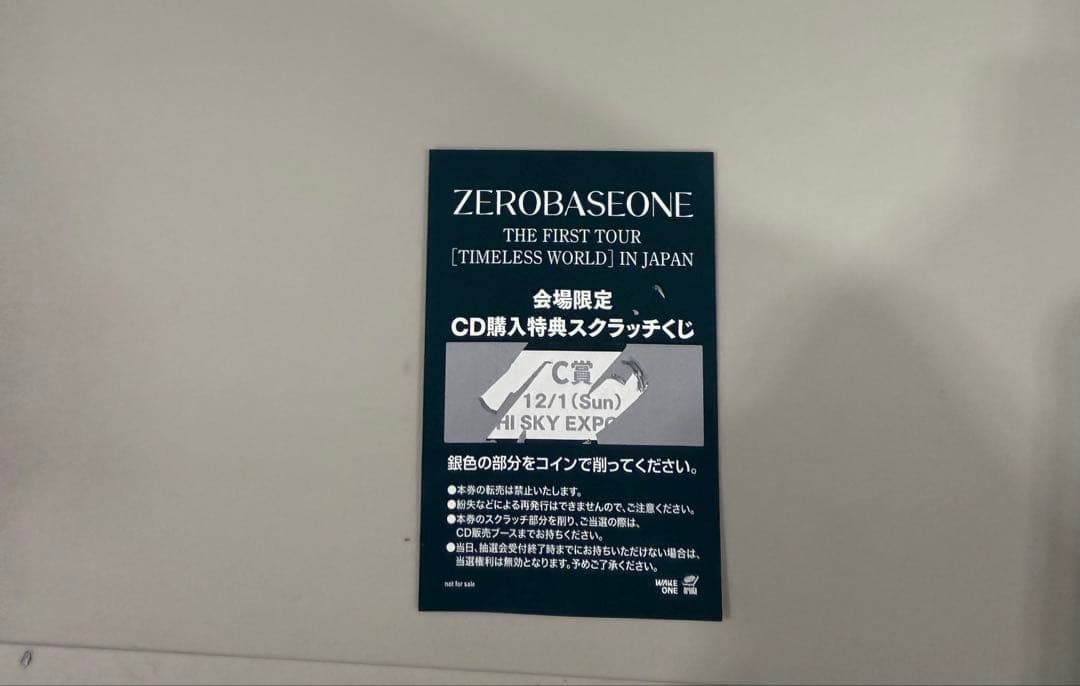 ZEROBASEONE
THE FIRST TOUR
[TIMELESS WORLD] IN JAPAN
会場限定
CD購入特典スクラッチくじ
C賞
12/1(Sun)
HI SKY EXPO
銀色の部分をコインで削ってください。
●本券の転売は禁止いたします。
●紛失などによる再発行はできませんので、ご注意ください。
●本券のスクラッチ部分を削り、ご当選の際は、
CD販売ブースまでお持ちください。
●当日、抽選会受付終了時までにお持ちいただけない場合は、
当選権利は無効となります。予めご了承ください。
not for sale
WAKE
ONE